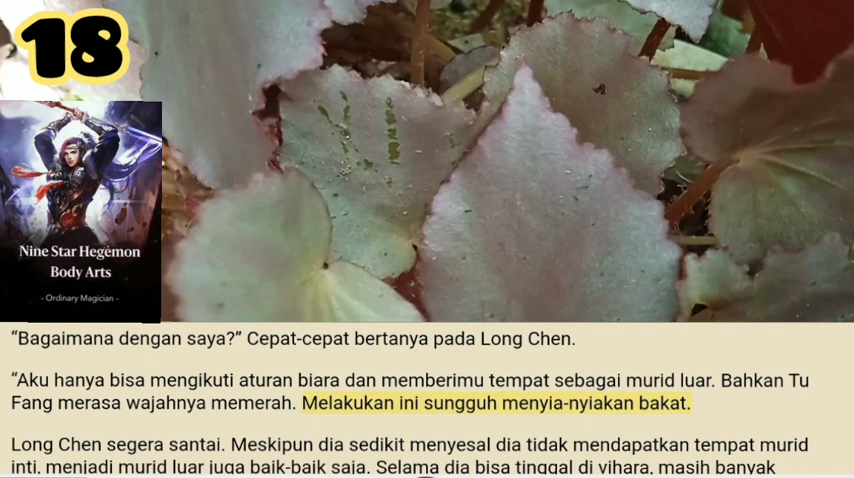 18
Nine Star Hegemon
Body Arts
- Ordinary Magician -
“Bagaimana dengan saya?” Cepat-cepat bertanya pada Long Chen.
“Aku hanya bisa mengikuti aturan biara dan memberimu tempat sebagai murid luar. Bahkan Tu
Fang merasa wajahnya memerah. Melakukan ini sungguh menyia-nyiakan bakat.
Long Chen segera santai. Meskipun dia sedikit menyesal dia tidak mendapatkan tempat murid
inti, menjadi murid luar juga baik-baik saja. Selama dia bisa tinggal di vihara, masih banyak